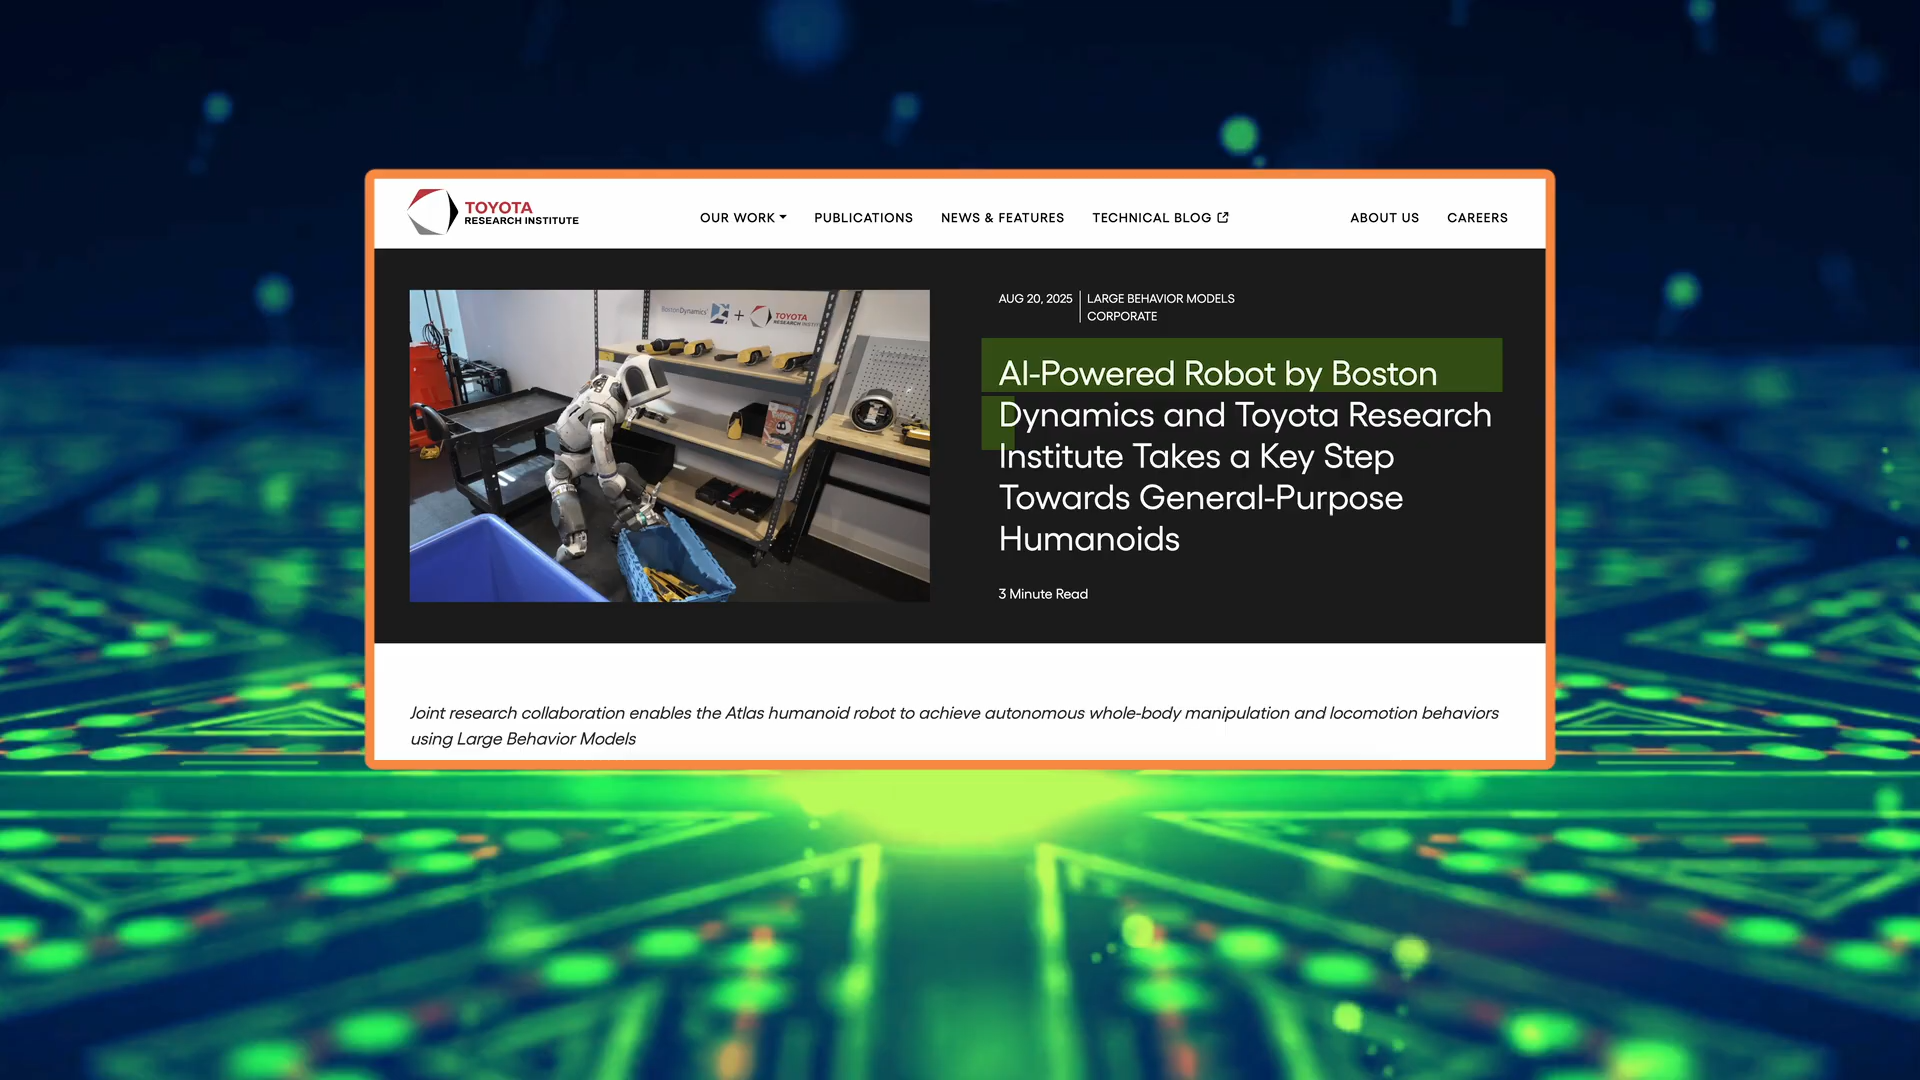 TOYOTA
RESEARCH INSTITUTE
OUR WORK
PUBLICATIONS
NEWS & FEATURES
TECHNICAL BLOG
ABOUT US
CAREERS
BostonDynamics + TOYOTA
RESEARCH
AUG 20, 2025
LARGE BEHAVIOR MODELS
CORPORATE
AI-Powered Robot by Boston
Dynamics and Toyota Research
Institute Takes a Key Step
Towards General-Purpose
Humanoids
3 Minute Read
Joint research collaboration enables the Atlas humanoid robot to achieve autonomous whole-body manipulation and locomotion behaviors
using Large Behavior Models